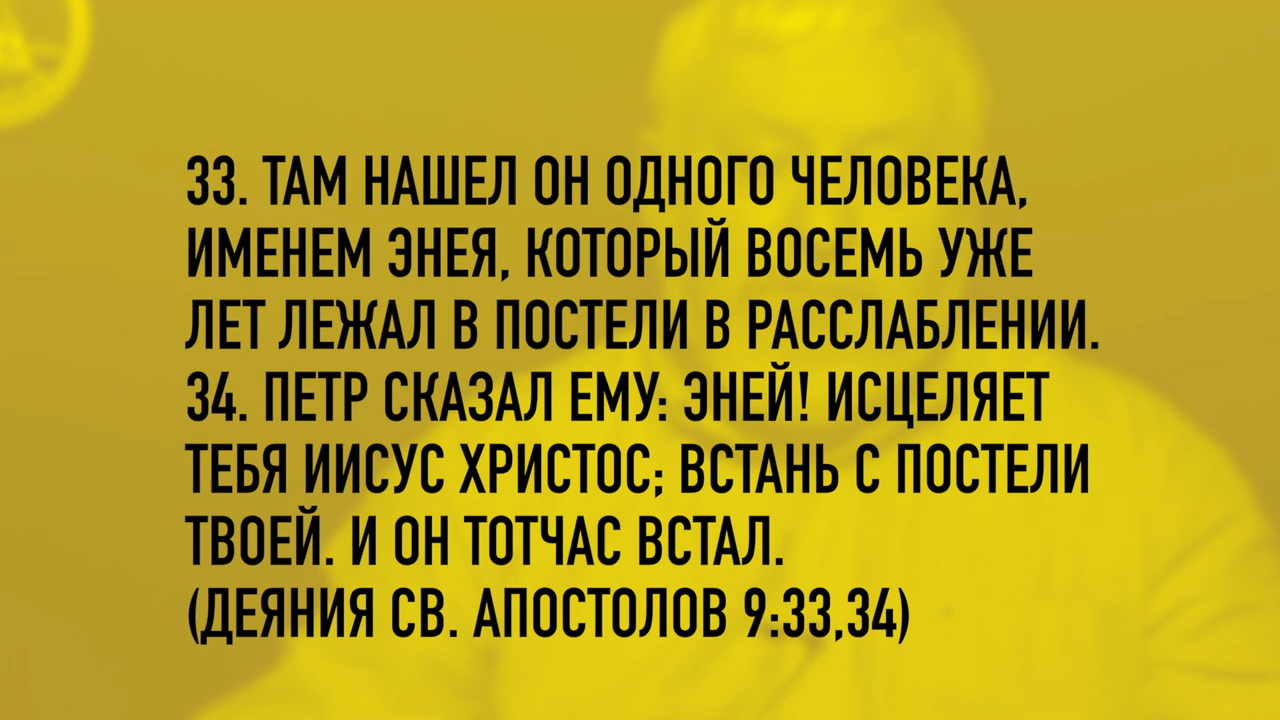 33. ТАМ НАШЕЛ ОН ОДНОГО ЧЕЛОВЕКА,
ИМЕНЕМ ЭНЕЯ, КОТОРЫЙ ВОСЕМЬ УЖЕ
ЛЕТ ЛЕЖАЛ В ПОСТЕЛИ В РАССЛАБЛЕНИИ.
34. ПЕТР СКАЗАЛ ЕМУ: ЭНЕЙ! ИСЦЕЛЯЕТ
ТЕБЯ ИИСУС ХРИСТОС; ВСТАНЬ С ПОСТЕЛИ
ТВОЕЙ. И ОН ТОТЧАС ВСТАЛ.
(ДЕЯНИЯ СВ. АПОСТОЛОВ 9:33,34)